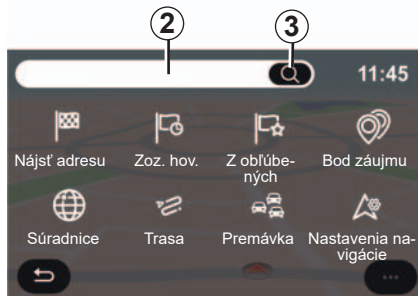 2 3
11:45
Nájsť adresu Zoz. hov. Z obľúbe-
ných Bod záujmu
Súradnice Trasa Premávka Nastavenia na-
vigácie